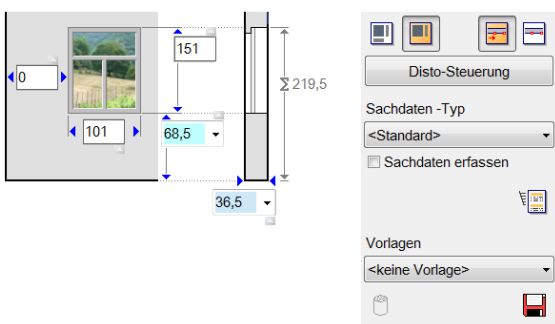 151
0
Σ 219,5
101
68,5
36,5
Disto-Steuerung
Sachdaten -Typ
<Standard>
Sachdaten erfassen
Vorlagen
<keine Vorlage>